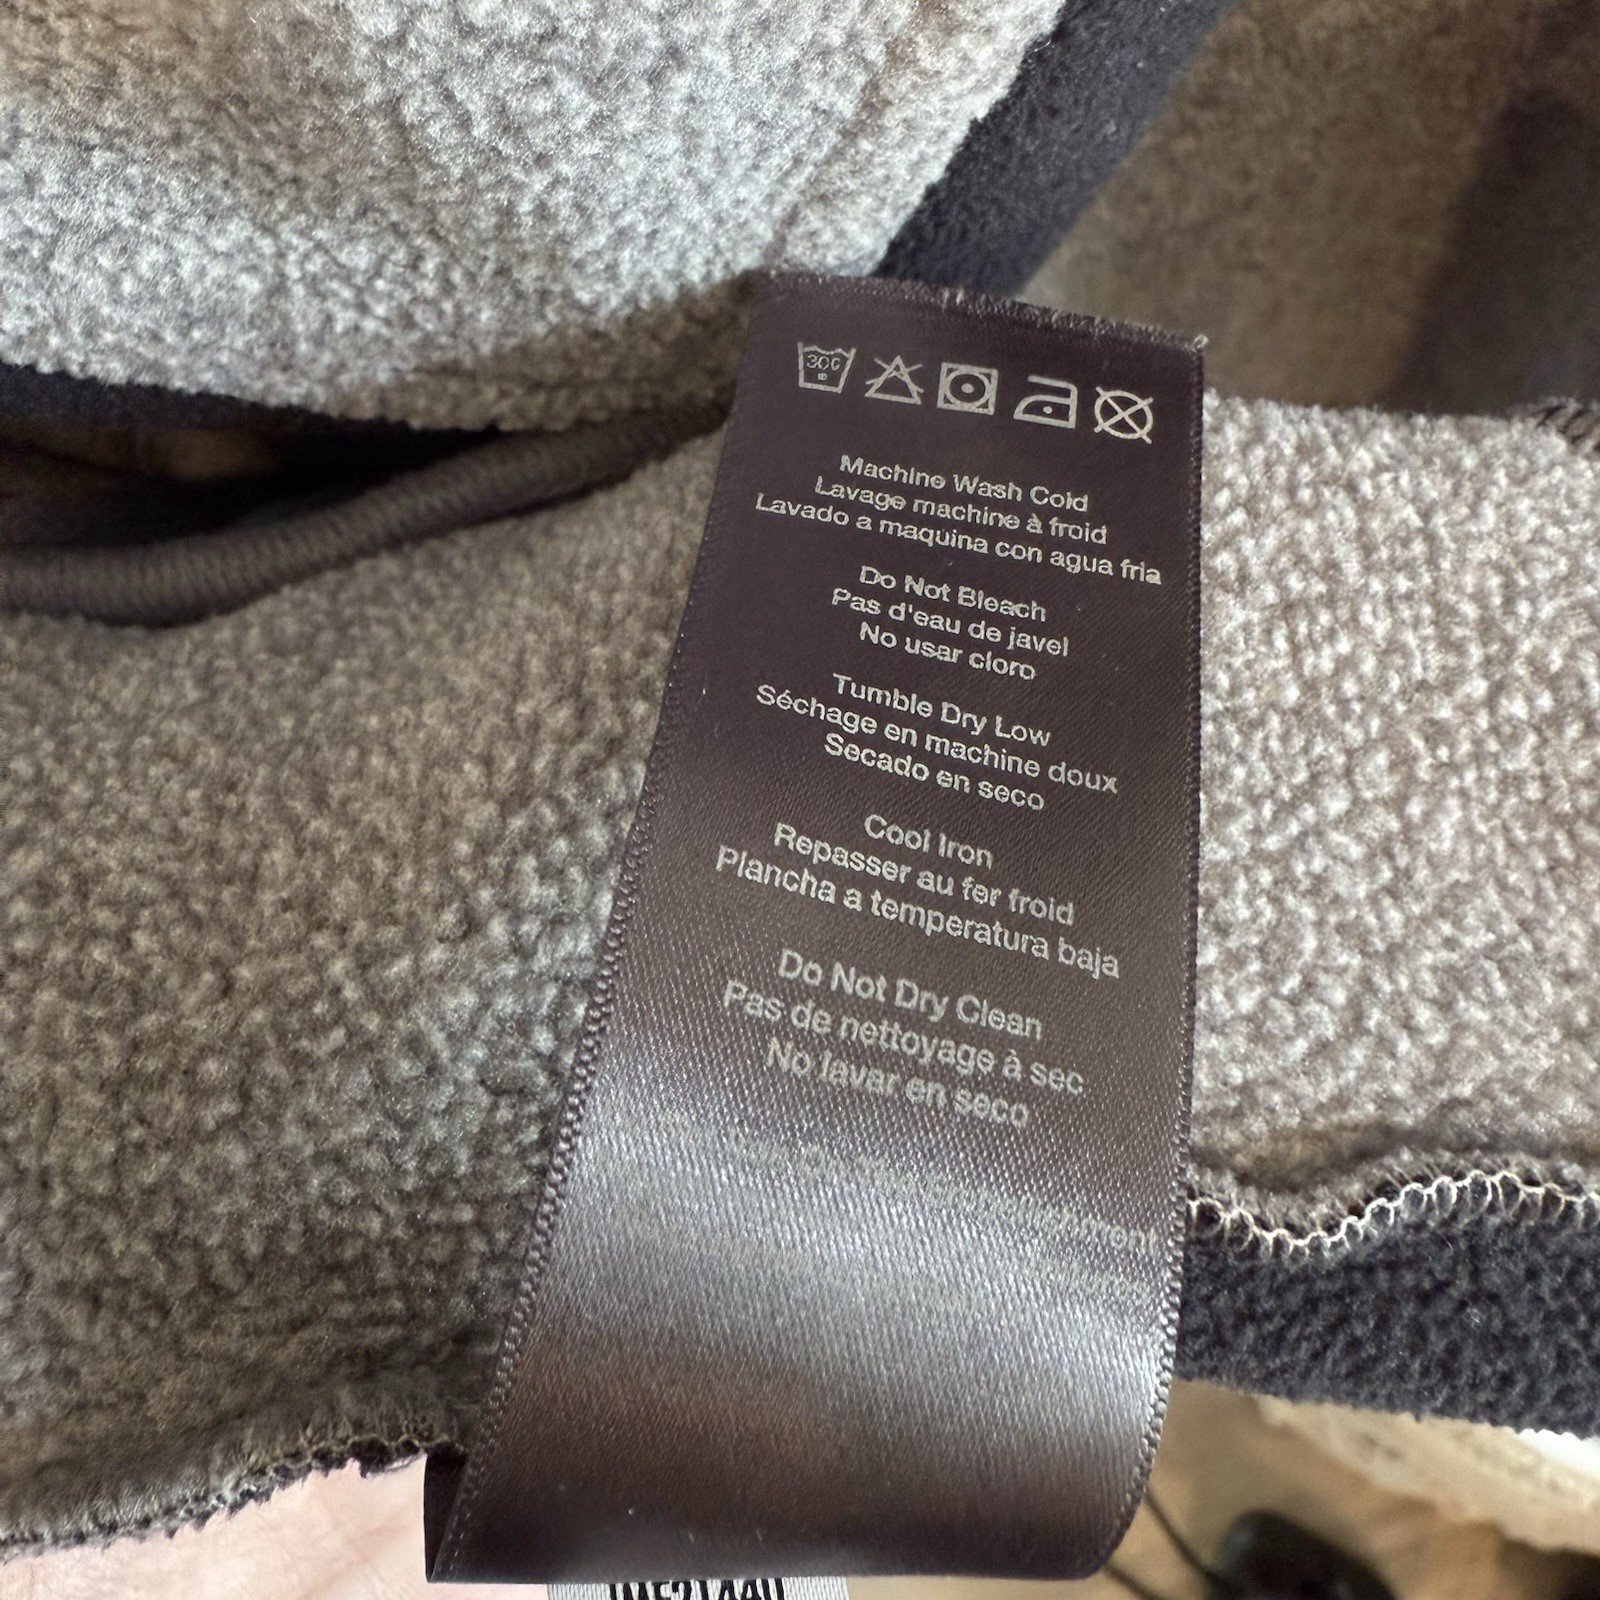 30C
Machine Wash Cold
Lavage machine à froid
Lavado a maquina con agua fria
Do Not Bleach
Pas d'eau de javel
No usar cloro
Tumble Dry Low
Séchage en machine doux
Secado en seco
Cool Iron
Repasser au fer froid
Plancha a temperatura baja
Do Not Dry Clean
Pas de nettoyage à sec
No lavar en seco